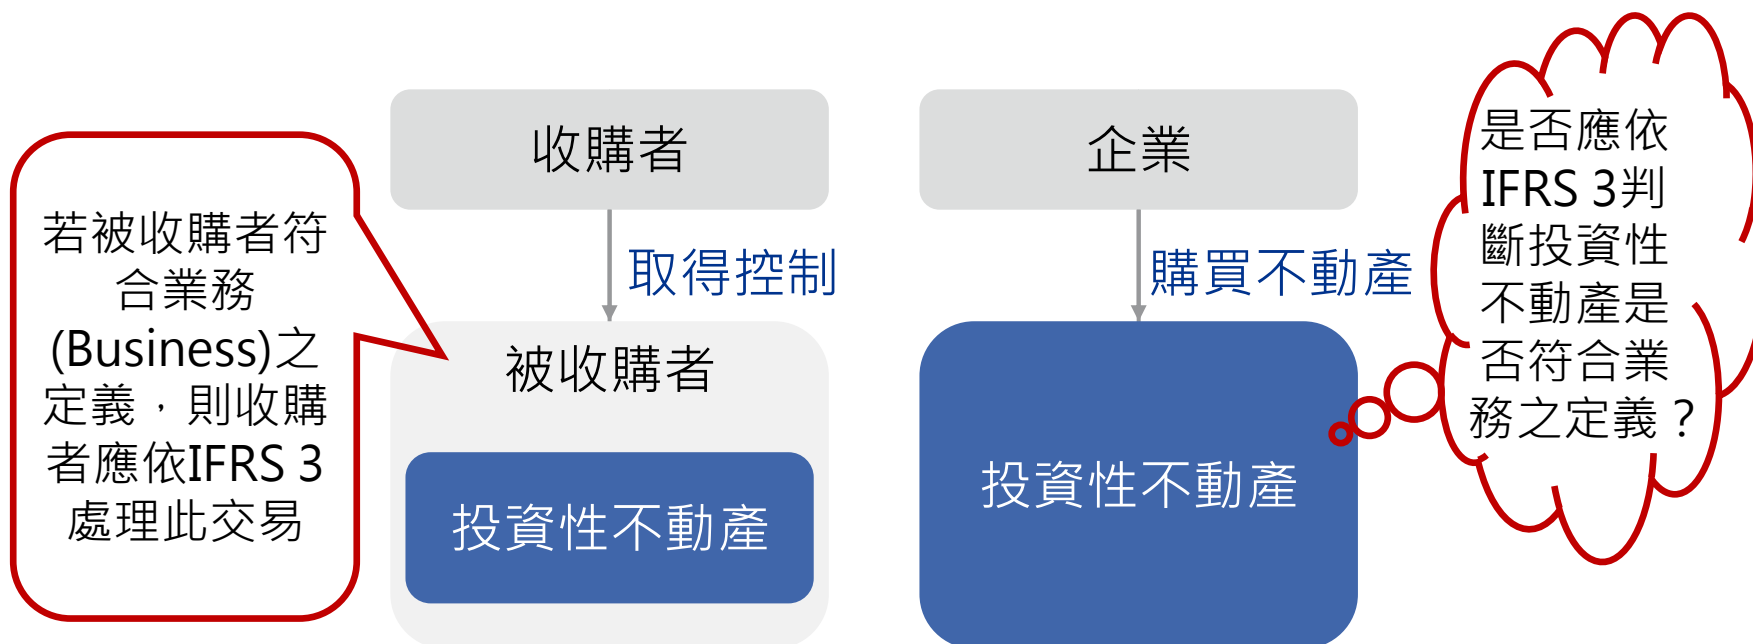 收購者
企業
取得控制
購買不動產
若被收購者符
合業務
(Business)之
定義，則收購
者應依IFRS 3
處理此交易
被收購者
投資性不動產
投資性不動產
是否應依
IFRS 3判
斷投資性
不動產是
否符合業
務之定義？